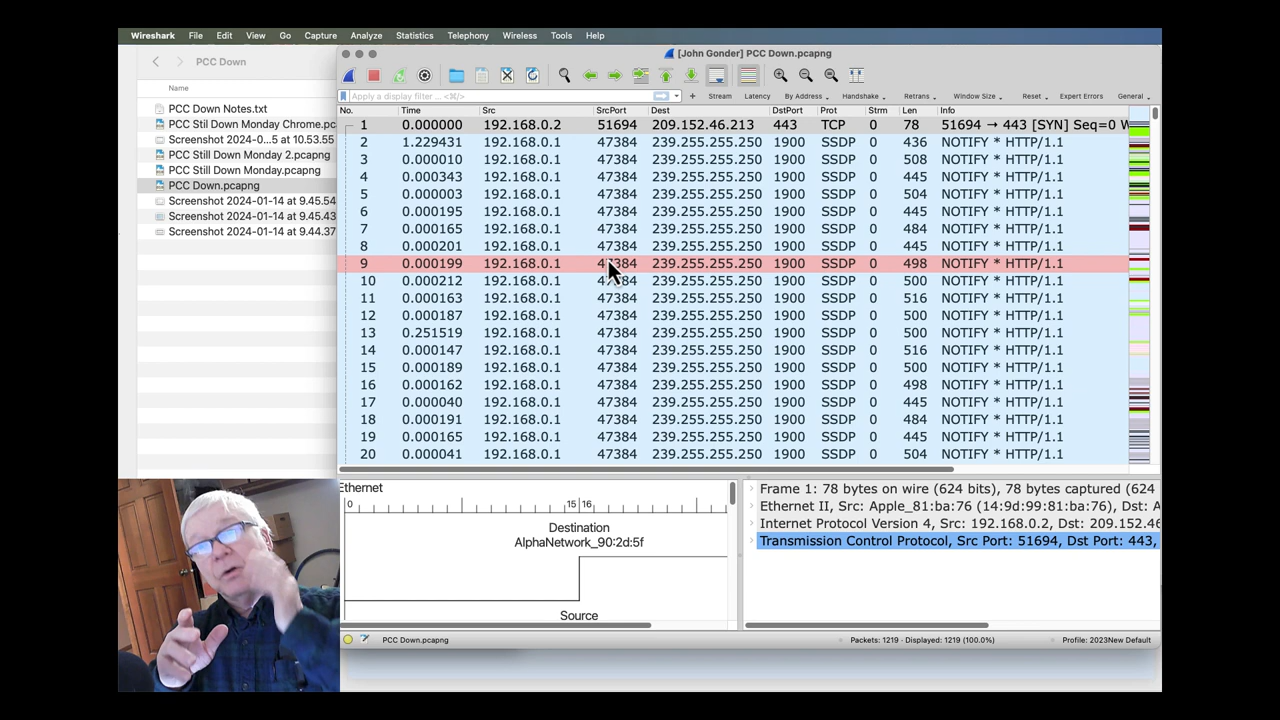 Wireshark File Edit View Go Capture Analyze Statistics Telephony Wireless Tools Help
PCC Down
[John Gonder] PCC Down.pcapng
Name
PCC Down Notes.txt
PCC Stil Down Monday Chrome.pc
Screenshot 2024-0...5 at 10.53.55
PCC Still Down Monday 2.pcapng
PCC Still Down Monday.pcapng
PCC Down.pcapng
Screenshot 2024-01-14 at 9.45.54
Screenshot 2024-01-14 at 9.45.43
Screenshot 2024-01-14 at 9.44.37
Apply a display filter ... <⌘/> + Stream Latency By Address Handshake Retrans Window Size Reset Expert Errors General
No. Time Src SrcPort Dest DstPort Prot Strm Len Info
1 0.000000 192.168.0.2 51694 209.152.46.213 443 TCP 0 78 51694 → 443 [SYN] Seq=0 W
2 1.229431 192.168.0.1 47384 239.255.255.250 1900 SSDP 0 436 NOTIFY * HTTP/1.1
3 0.000010 192.168.0.1 47384 239.255.255.250 1900 SSDP 0 508 NOTIFY * HTTP/1.1
4 0.000343 192.168.0.1 47384 239.255.255.250 1900 SSDP 0 445 NOTIFY * HTTP/1.1
5 0.000003 192.168.0.1 47384 239.255.255.250 1900 SSDP 0 504 NOTIFY * HTTP/1.1
6 0.000195 192.168.0.1 47384 239.255.255.250 1900 SSDP 0 445 NOTIFY * HTTP/1.1
7 0.000165 192.168.0.1 47384 239.255.255.250 1900 SSDP 0 484 NOTIFY * HTTP/1.1
8 0.000201 192.168.0.1 47384 239.255.255.250 1900 SSDP 0 445 NOTIFY * HTTP/1.1
9 0.000199 192.168.0.1 47384 239.255.255.250 1900 SSDP 0 498 NOTIFY * HTTP/1.1
10 0.000212 192.168.0.1 47384 239.255.255.250 1900 SSDP 0 500 NOTIFY * HTTP/1.1
11 0.000163 192.168.0.1 47384 239.255.255.250 1900 SSDP 0 516 NOTIFY * HTTP/1.1
12 0.000187 192.168.0.1 47384 239.255.255.250 1900 SSDP 0 500 NOTIFY * HTTP/1.1
13 0.251519 192.168.0.1 47384 239.255.255.250 1900 SSDP 0 500 NOTIFY * HTTP/1.1
14 0.000147 192.168.0.1 47384 239.255.255.250 1900 SSDP 0 516 NOTIFY * HTTP/1.1
15 0.000189 192.168.0.1 47384 239.255.255.250 1900 SSDP 0 500 NOTIFY * HTTP/1.1
16 0.000162 192.168.0.1 47384 239.255.255.250 1900 SSDP 0 498 NOTIFY * HTTP/1.1
17 0.000040 192.168.0.1 47384 239.255.255.250 1900 SSDP 0 445 NOTIFY * HTTP/1.1
18 0.000191 192.168.0.1 47384 239.255.255.250 1900 SSDP 0 484 NOTIFY * HTTP/1.1
19 0.000165 192.168.0.1 47384 239.255.255.250 1900 SSDP 0 445 NOTIFY * HTTP/1.1
20 0.000041 192.168.0.1 47384 239.255.255.250 1900 SSDP 0 504 NOTIFY * HTTP/1.1
Ethernet
0 15 16
Destination
AlphaNetwork_90:2d:5f
Source
Frame 1: 78 bytes on wire (624 bits), 78 bytes captured (624
Ethernet II, Src: Apple_81:ba:76 (14:9d:99:81:ba:76), Dst: A
Internet Protocol Version 4, Src: 192.168.0.2, Dst: 209.152.46
Transmission Control Protocol, Src Port: 51694, Dst Port: 443,
PCC Down.pcapng Packets: 1219 · Displayed: 1219 (100.0%) Profile: 2023New Default